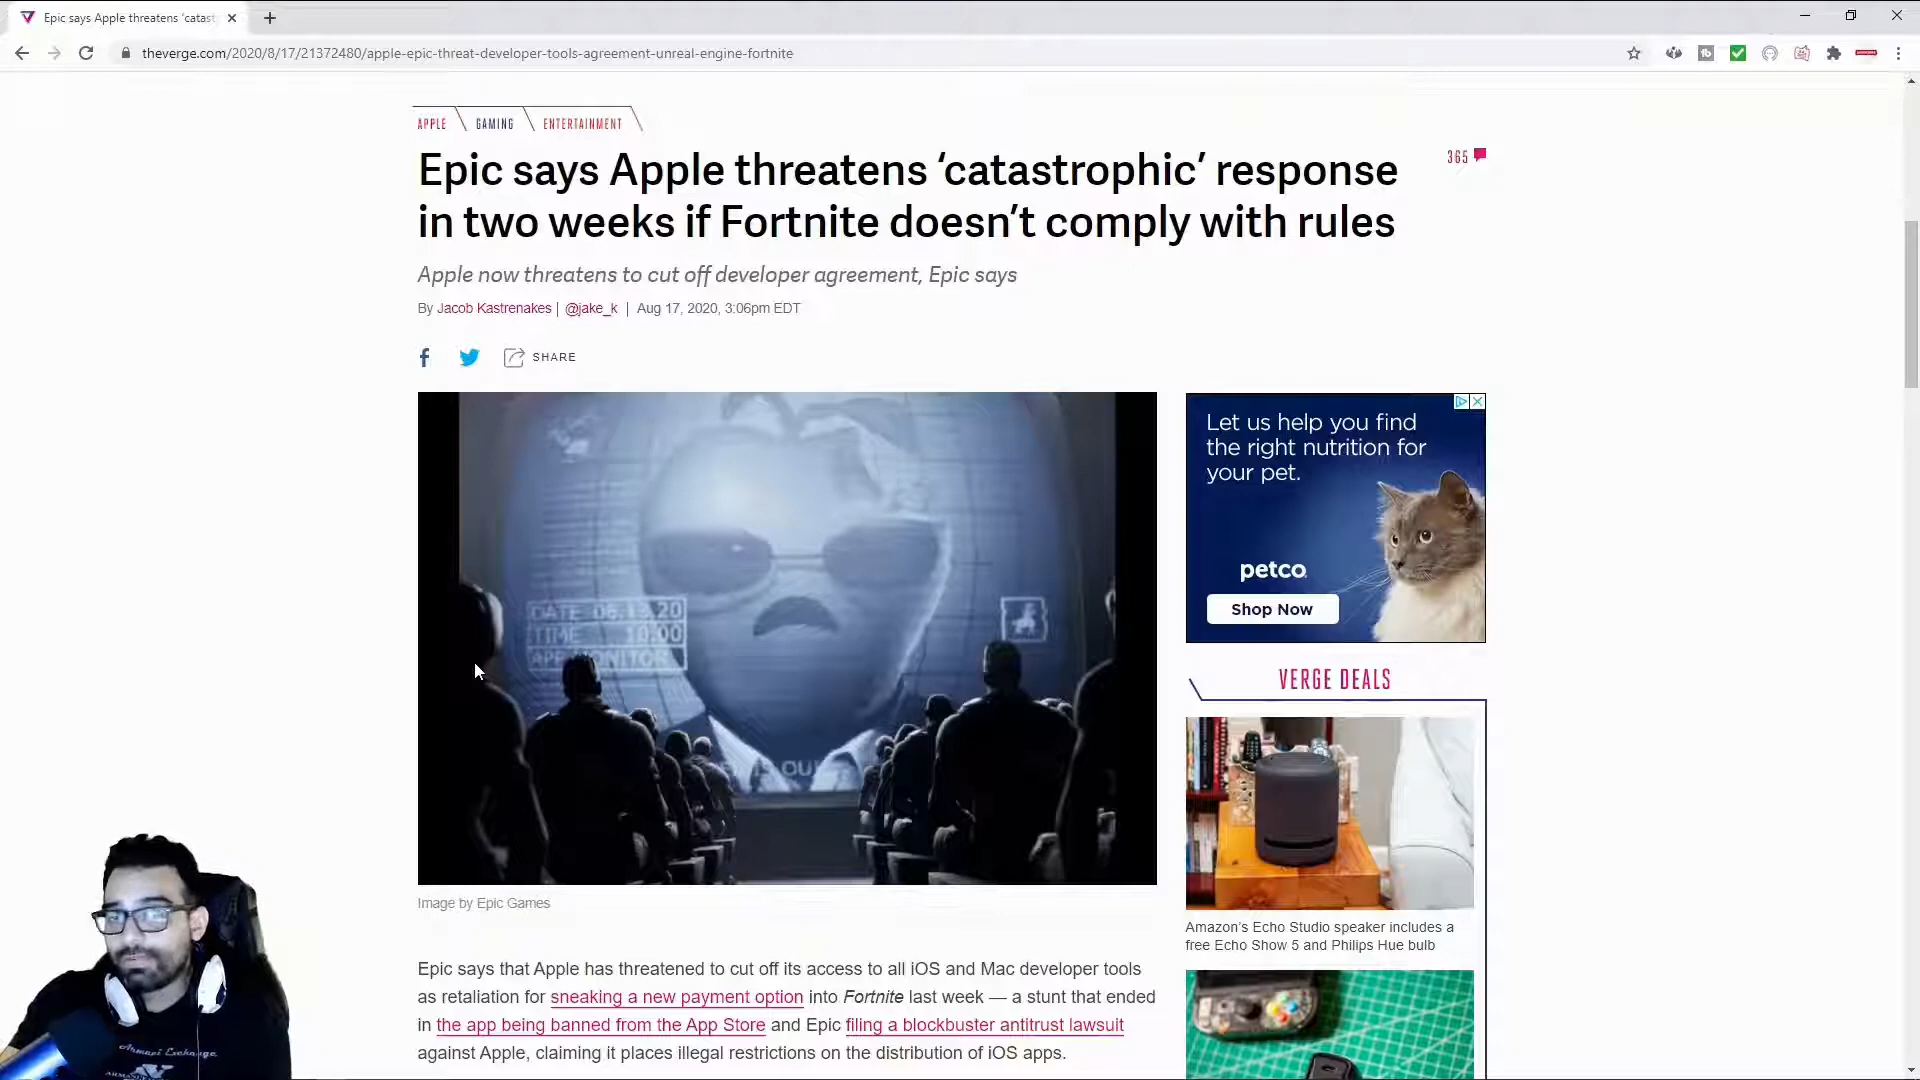 Epic says Apple threatens ‘catast
theverge.com/2020/8/17/21372480/apple-epic-threat-developer-tools-agreement-unreal-engine-fortnite
APPLE
GAMING
ENTERTAINMENT
Epic says Apple threatens ‘catastrophic’ response
in two weeks if Fortnite doesn’t comply with rules
365
Apple now threatens to cut off developer agreement, Epic says
By Jacob Kastrenakes | @jake_k | Aug 17, 2020, 3:06pm EDT
SHARE
DATE 08.13.20
TIME 10:00
APP MONITOR
Image by Epic Games
Let us help you find
the right nutrition for
your pet.
petco
Shop Now
VERGE DEALS
Amazon’s Echo Studio speaker includes a
free Echo Show 5 and Philips Hue bulb
Epic says that Apple has threatened to cut off its access to all iOS and Mac developer tools
as retaliation for sneaking a new payment option into Fortnite last week — a stunt that ended
in the app being banned from the App Store and Epic filing a blockbuster antitrust lawsuit
against Apple, claiming it places illegal restrictions on the distribution of iOS apps.
Armani Exchange